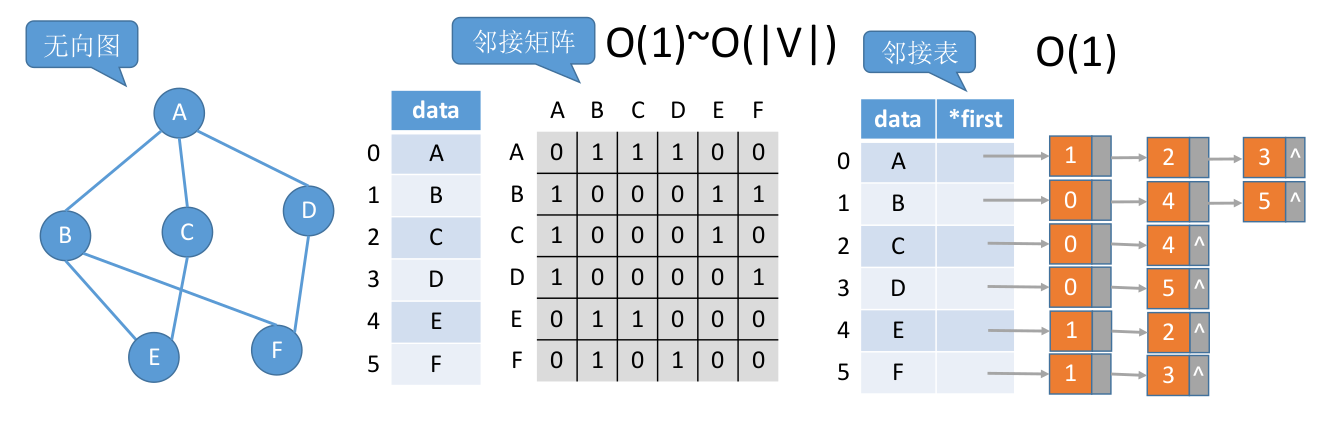 无向图
A
B
C
D
E
F
邻接矩阵
O(1)~O(|V|)
data
0 A
1 B
2 C
3 D
4 E
5 F
A B C D E F
A 0 1 1 1 0 0
B 1 0 0 0 1 1
C 1 0 0 0 1 0
D 1 0 0 0 0 1
E 0 1 1 0 0 0
F 0 1 0 1 0 0
邻接表
O(1)
data *first
0 A 1 2 3 ^
1 B 0 4 5 ^
2 C 0 4 ^
3 D 0 5 ^
4 E 1 2 ^
5 F 1 3 ^